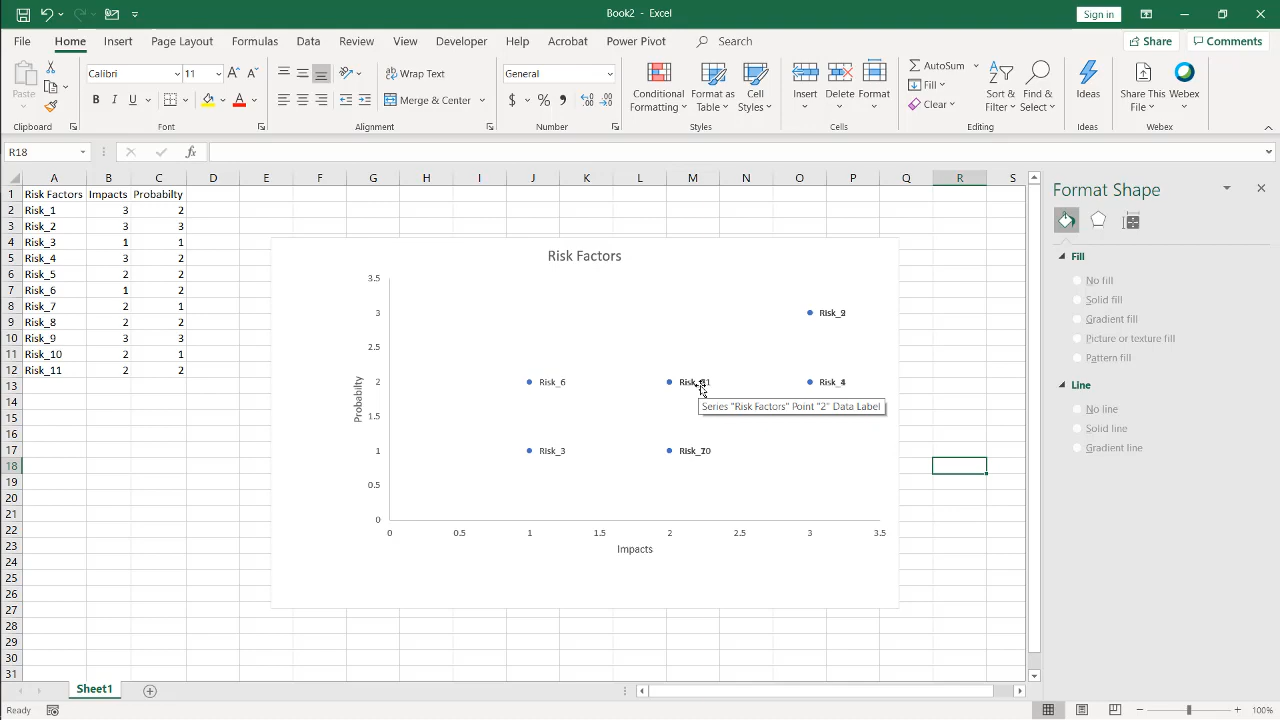 Book2 - Excel
Sign in
File Home Insert Page Layout Formulas Data Review View Developer Help Acrobat Power Pivot Search Share Comments
Paste
Calibri 11
Wrap Text
General
Conditional Formatting
Format as Table
Cell Styles
Insert Delete Format
AutoSum
Fill
Clear
Sort & Filter
Find & Select
Ideas
Share This File
Webex
B I U
A
Merge & Center
$ % ,
Clipboard Font Alignment Number Styles Cells Editing Ideas Webex
R18 fx
A B C D E F G H I J K L M N O P Q R S
1 Risk Factors Impacts Probabilty
2 Risk_1 3 2
3 Risk_2 3 3
4 Risk_3 1 1
5 Risk_4 3 2
6 Risk_5 2 2
7 Risk_6 1 2
8 Risk_7 2 1
9 Risk_8 2 2
10 Risk_9 3 3
11 Risk_10 2 1
12 Risk_11 2 2
13
14
15
16
17
18
19
20
21
22
23
24
25
26
27
28
29
30
31
Risk Factors
3.5
3
2.5
2
1.5
1
0.5
0
0 0.5 1 1.5 2 2.5 3 3.5
Probabilty
Impacts
Risk_6
Risk_3
Series "Risk Factors" Point "2" Data Label
Format Shape
Fill
No fill
Solid fill
Gradient fill
Picture or texture fill
Pattern fill
Line
No line
Solid line
Gradient line
Sheet1
Ready
100%